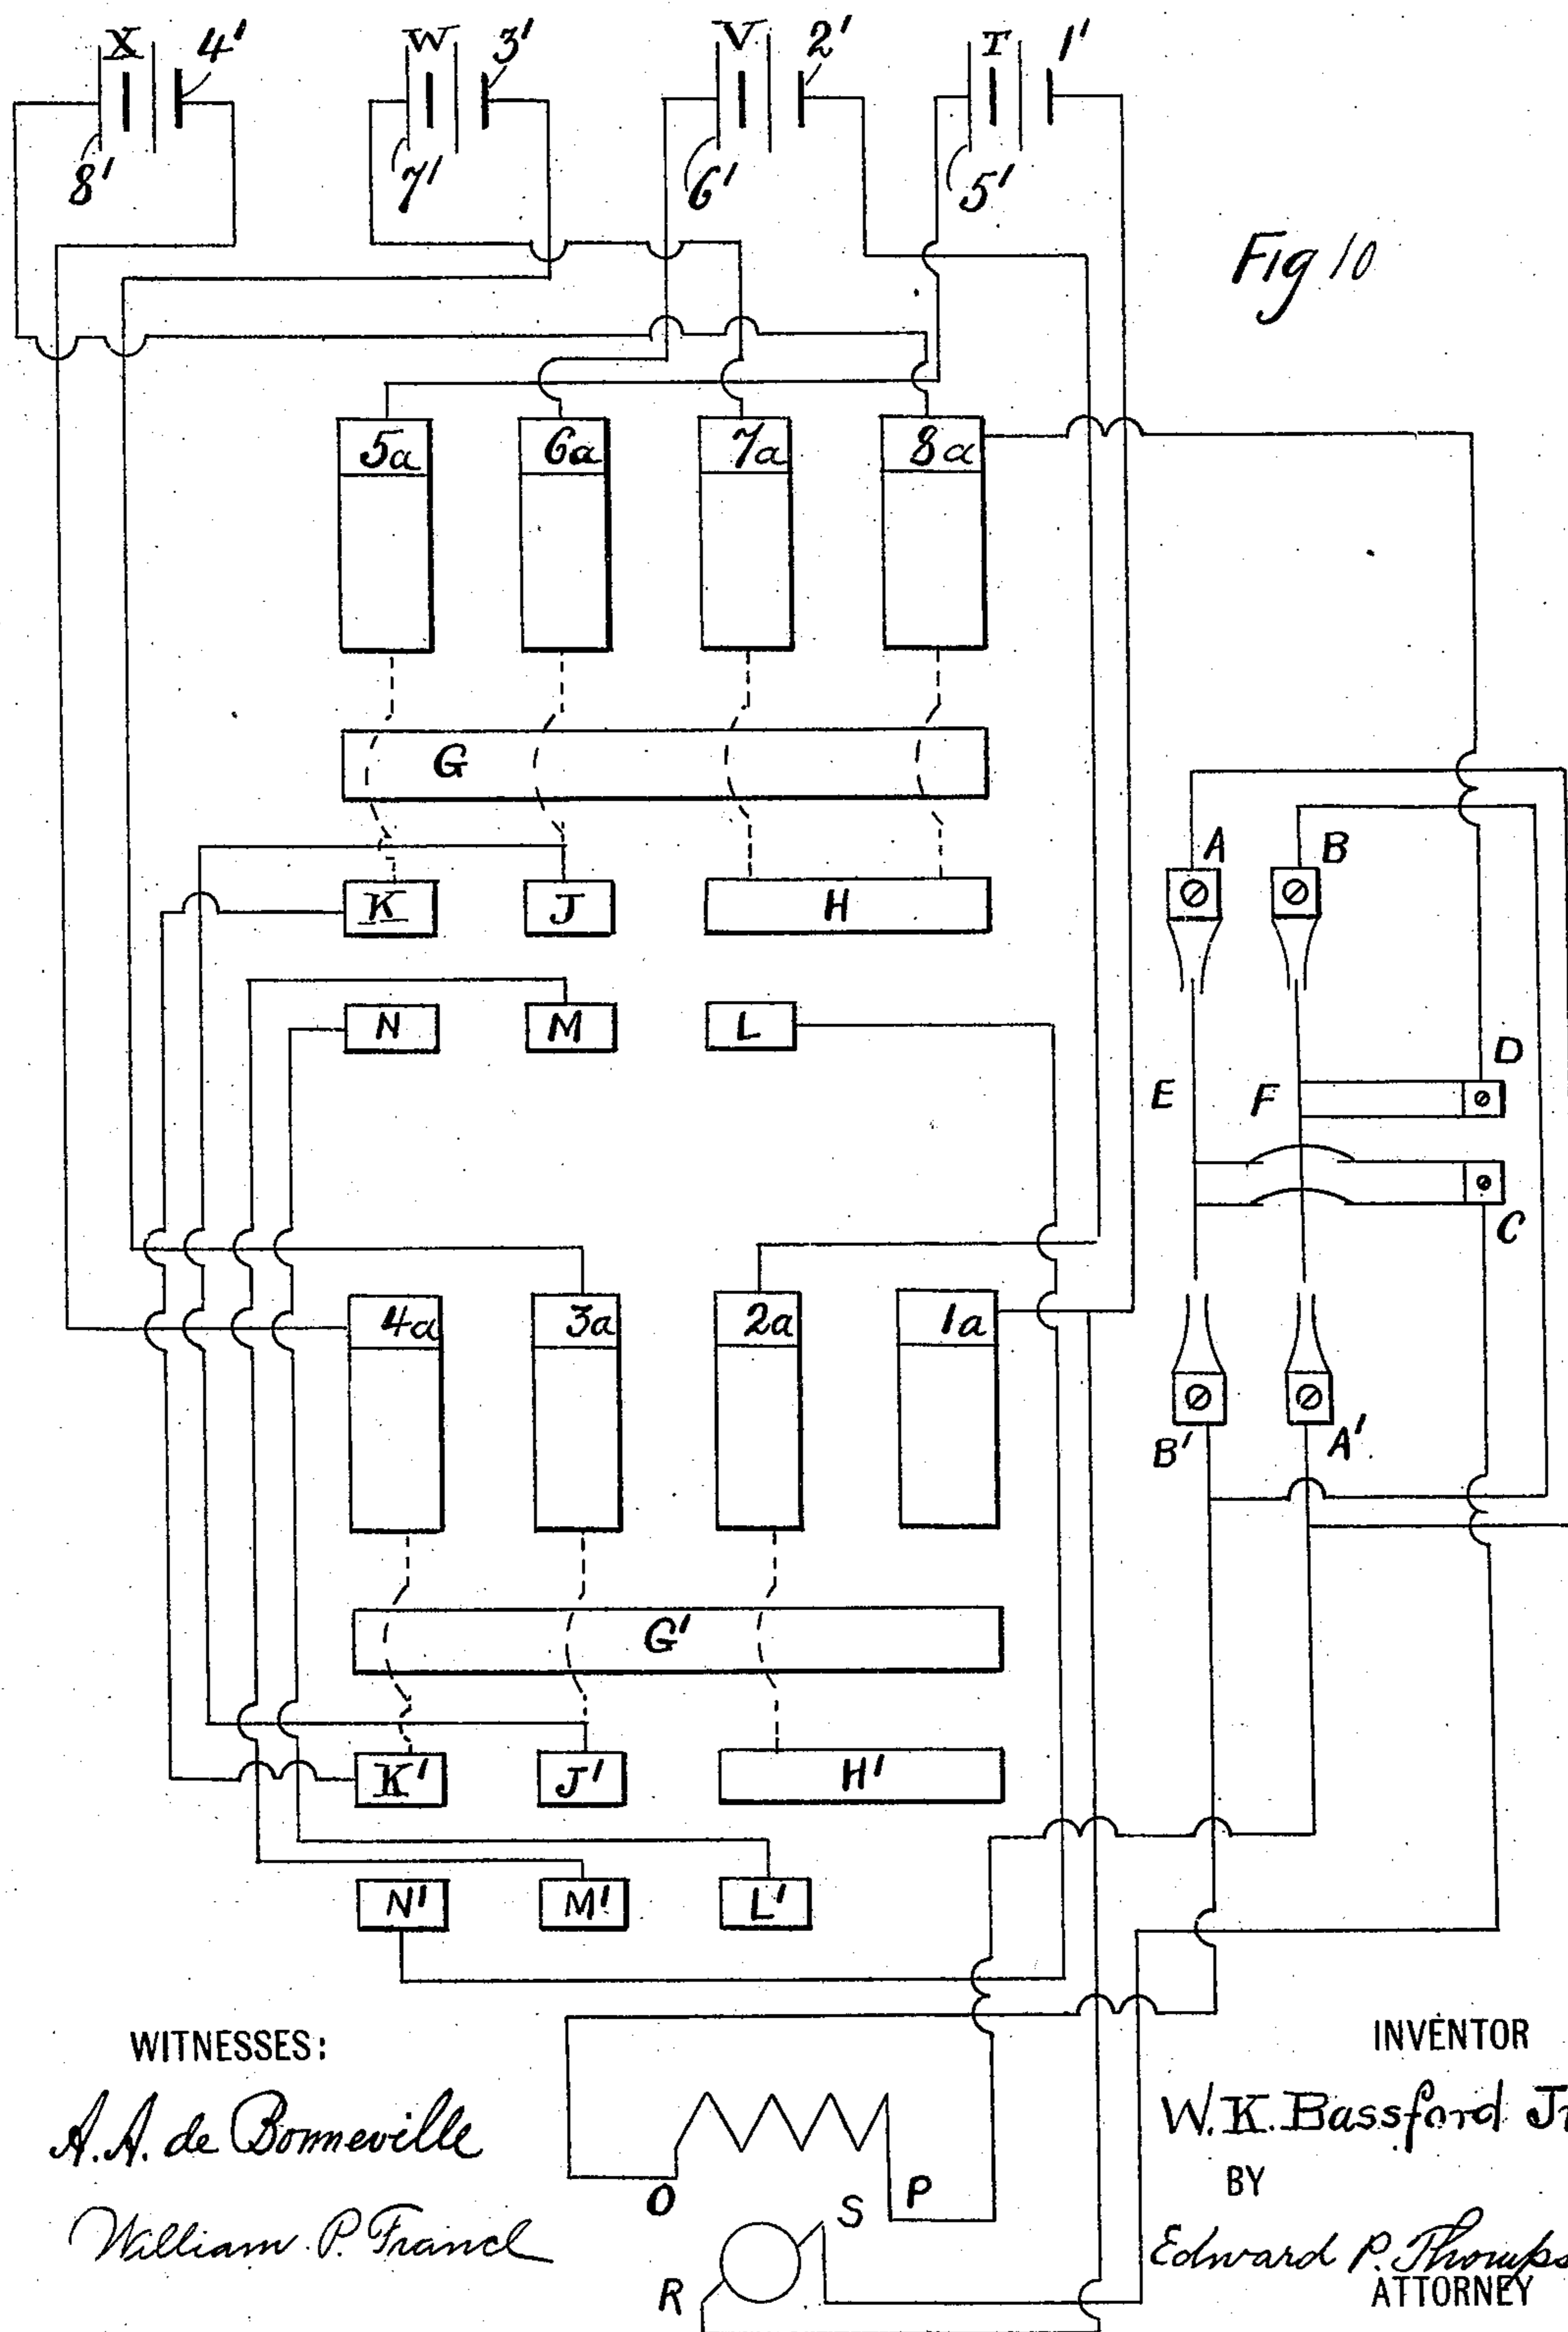 X 4' W 3' V 2' T 1'
8' 7' 6' 5'
Fig 10
5a 6a 7a 8a
G
A B
K J H
N M L
D
E F
C
4a 3a 2a 1a
B' A'
G'
K' J' H'
N' M' L'
WITNESSES: INVENTOR
A. A. de Bonneville W. K. Bassford
O S P BY
William P. Edward P.
R ATTORNEY